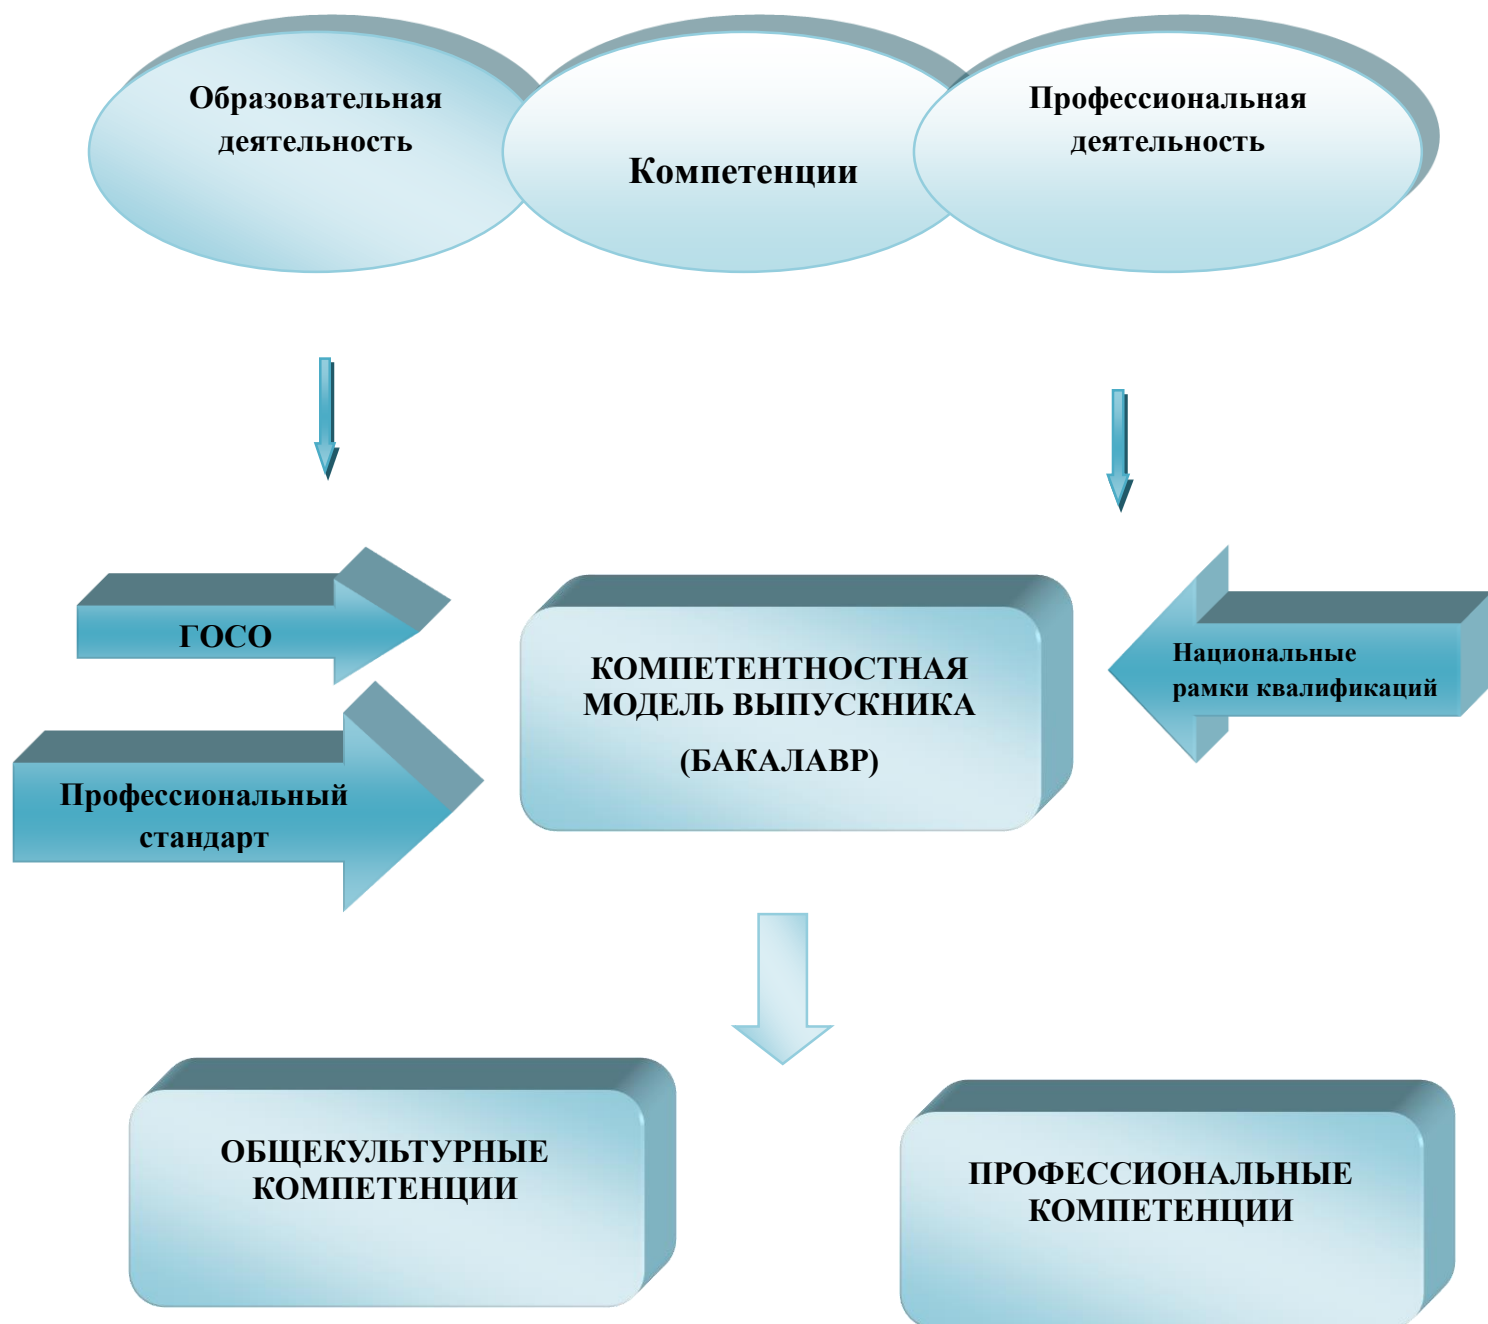 Образовательная
деятельность
Компетенции
Профессиональная
деятельность
ГОСО
Профессиональный
стандарт
КОМПЕТЕНТНОСТНАЯ
МОДЕЛЬ ВЫПУСКНИКА
(БАКАЛАВР)
Национальные
рамки квалификаций
ОБЩЕКУЛЬТУРНЫЕ
КОМПЕТЕНЦИИ
ПРОФЕССИОНАЛЬНЫЕ
КОМПЕТЕНЦИИ